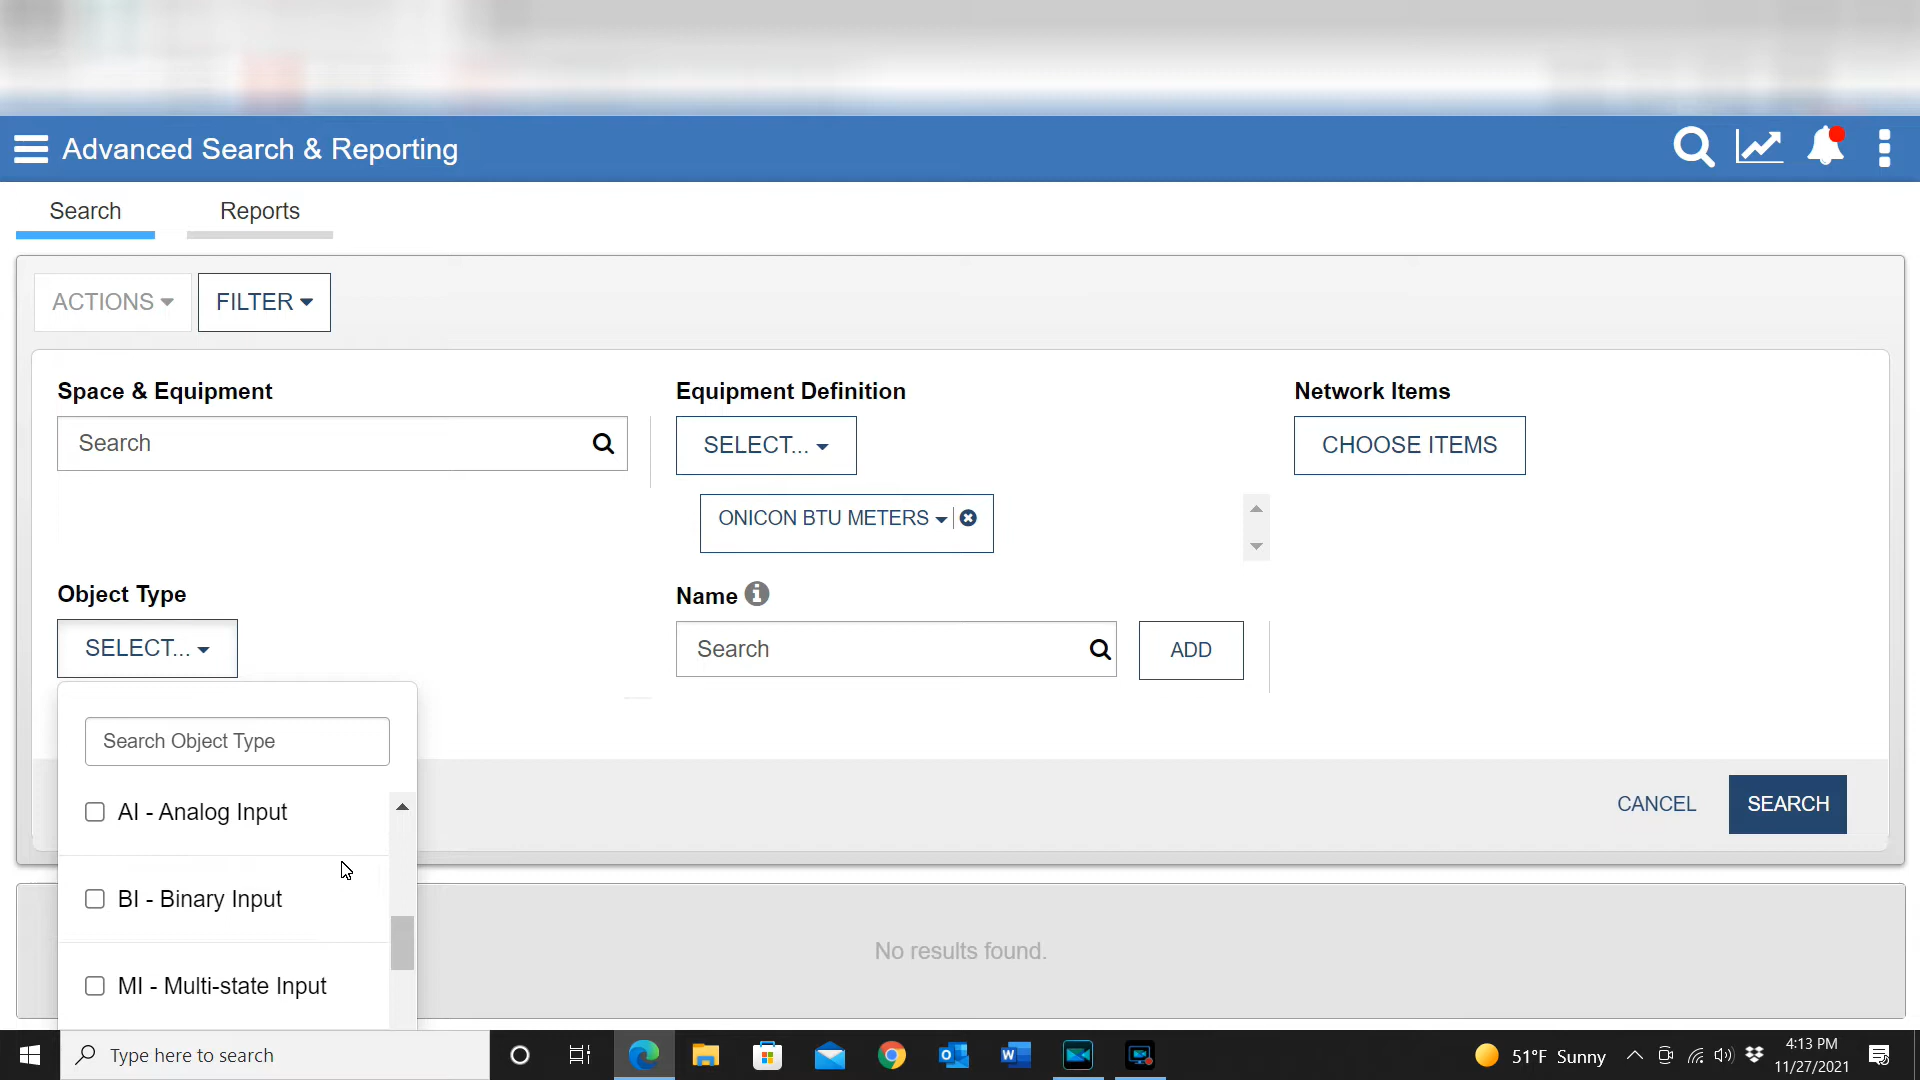 Advanced Search & Reporting
Search
Reports
ACTIONS
FILTER
Space & Equipment
Equipment Definition
Network Items
Search
SELECT...
CHOOSE ITEMS
ONICON BTU METERS
Object Type
Name
SELECT...
Search
ADD
Search Object Type
AI - Analog Input
BI - Binary Input
MI - Multi-state Input
CANCEL
SEARCH
No results found.
Type here to search
51°F Sunny
4:13 PM
11/27/2021